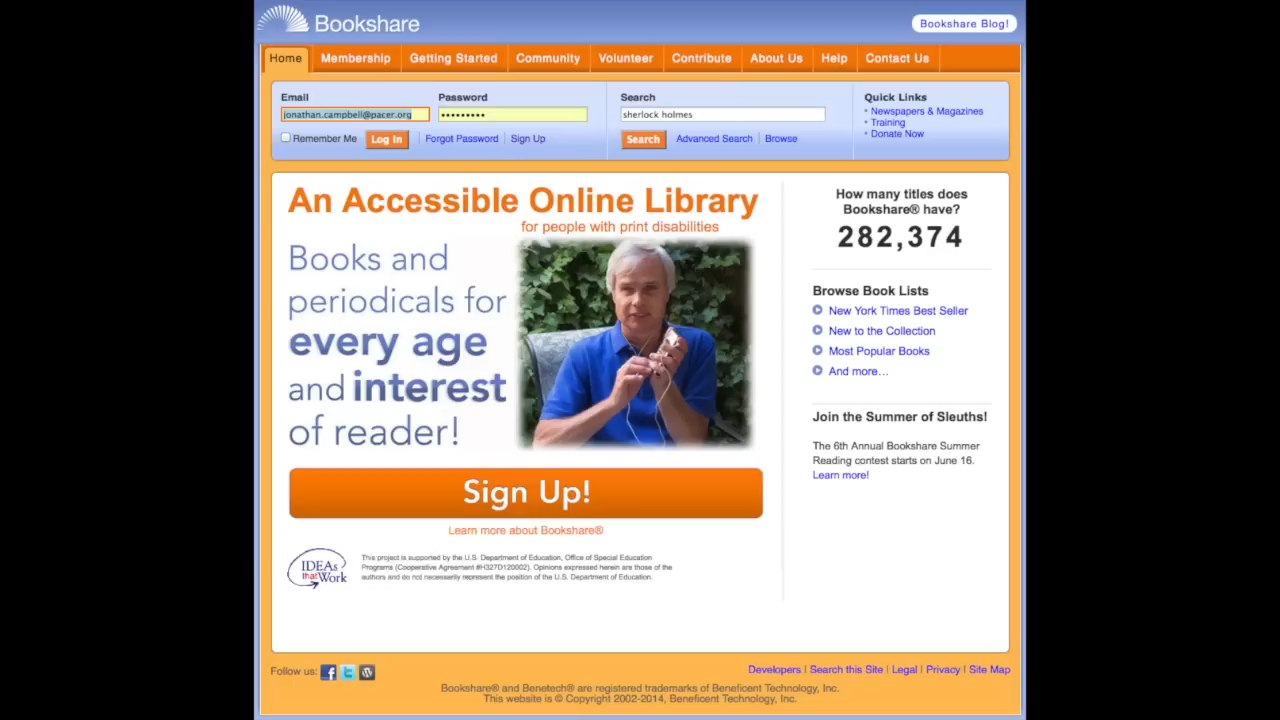 Bookshare
Bookshare Blog!
Home Membership Getting Started Community Volunteer Contribute About Us Help Contact Us
Email
jonathan.campbell@pacer.org
Password
•••••••••
Remember Me Log In Forgot Password Sign Up
Search
sherlock holmes
Search Advanced Search Browse
Quick Links
Newspapers & Magazines
Training
Donate Now
An Accessible Online Library
for people with print disabilities
Books and
periodicals for
every age
and interest
of reader!
Sign Up!
Learn more about Bookshare®
IDEAs
that Work
This project is supported by the U.S. Department of Education, Office of Special Education
Programs (Cooperative Agreement #H327D120002). Opinions expressed herein are those of the
authors and do not necessarily represent the position of the U.S. Department of Education.
How many titles does
Bookshare® have?
282,374
Browse Book Lists
New York Times Best Seller
New to the Collection
Most Popular Books
And more…
Join the Summer of Sleuths!
The 6th Annual Bookshare Summer
Reading contest starts on June 16.
Learn more!
Follow us:
Developers | Search this Site | Legal | Privacy | Site Map
Bookshare® and Benetech® are registered trademarks of Beneficent Technology, Inc.
This website is © Copyright 2002-2014, Beneficent Technology, Inc.